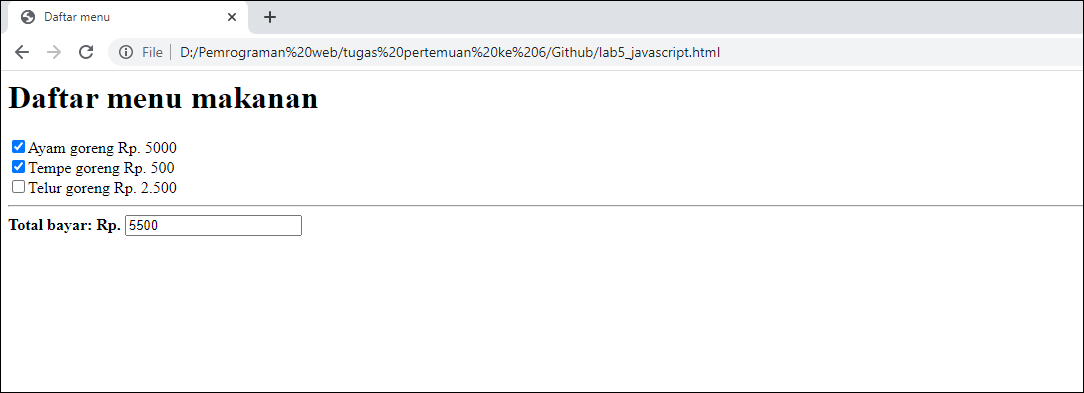 Daftar menu
File
D:/Pemrograman%20web/tugas%20pertemuan%20ke%206/Github/lab5_javascript.html
Daftar menu makanan
Ayam goreng Rp. 5000
Tempe goreng Rp. 500
Telur goreng Rp. 2.500
Total bayar: Rp. 5500